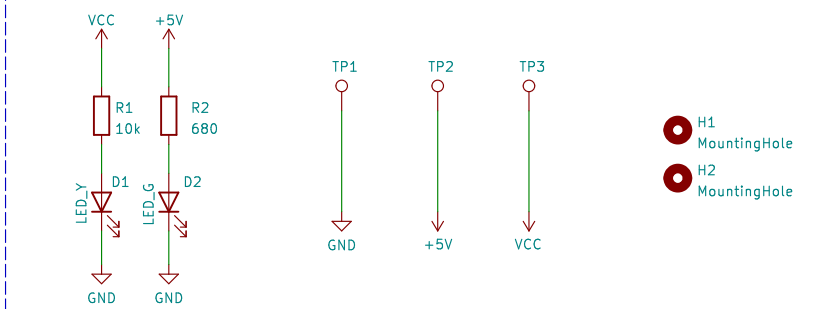 VCC
+5V
R1
10k
R2
680
D1
LED_Y
D2
LED_G
GND
GND
TP1
TP2
TP3
GND
+5V
VCC
H1
MountingHole
H2
MountingHole